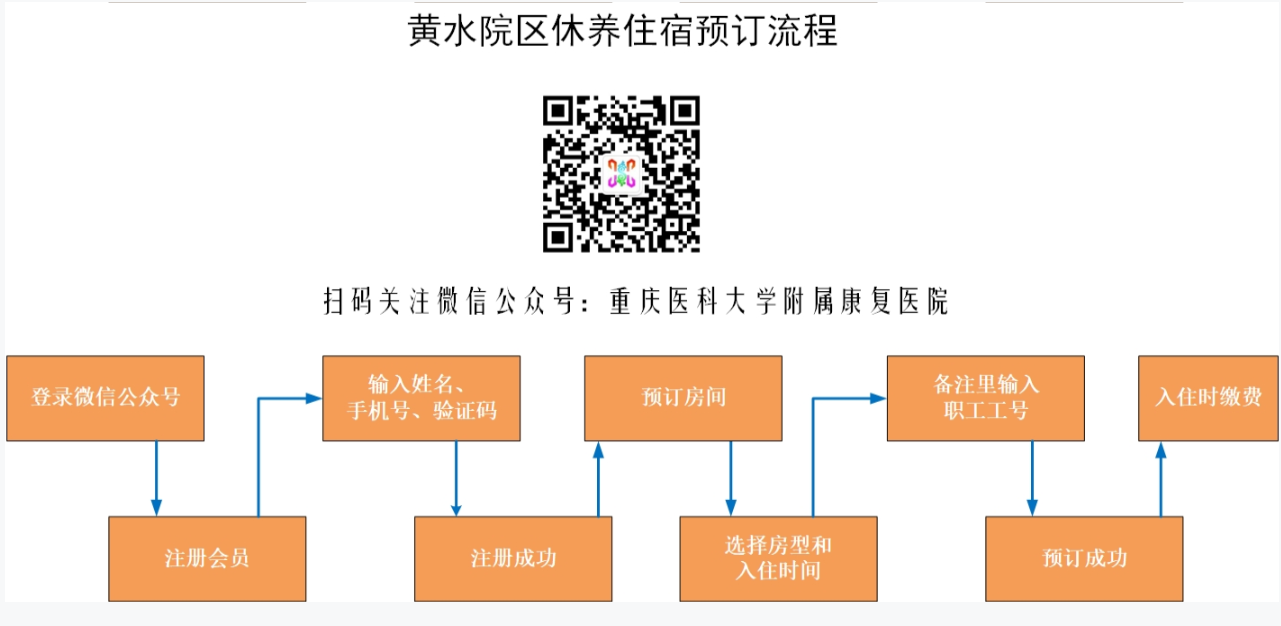 黄水院区休养住宿预订流程
扫码关注微信公众号：重庆医科大学附属康复医院
登录微信公众号
注册会员
输入姓名、
手机号、验证码
注册成功
预订房间
选择房型和
入住时间
备注里输入
职工工号
预订成功
入住时缴费